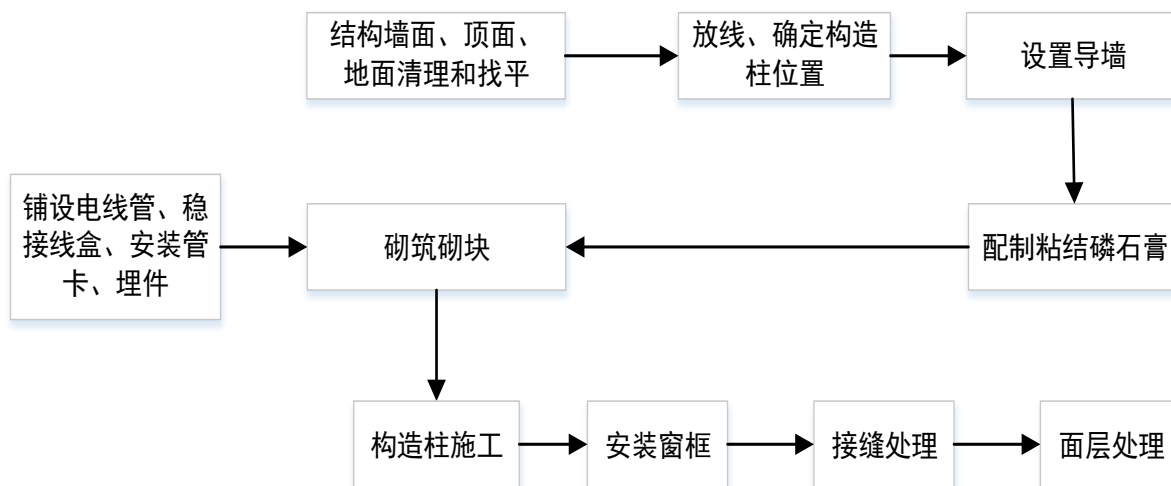 结构墙面、顶面、
地面清理和找平
放线、确定构造
柱位置
设置导墙
铺设电线管、稳
接线盒、安装管
卡、埋件
砌筑砌块
配制粘结磷石膏
构造柱施工
安装窗框
接缝处理
面层处理